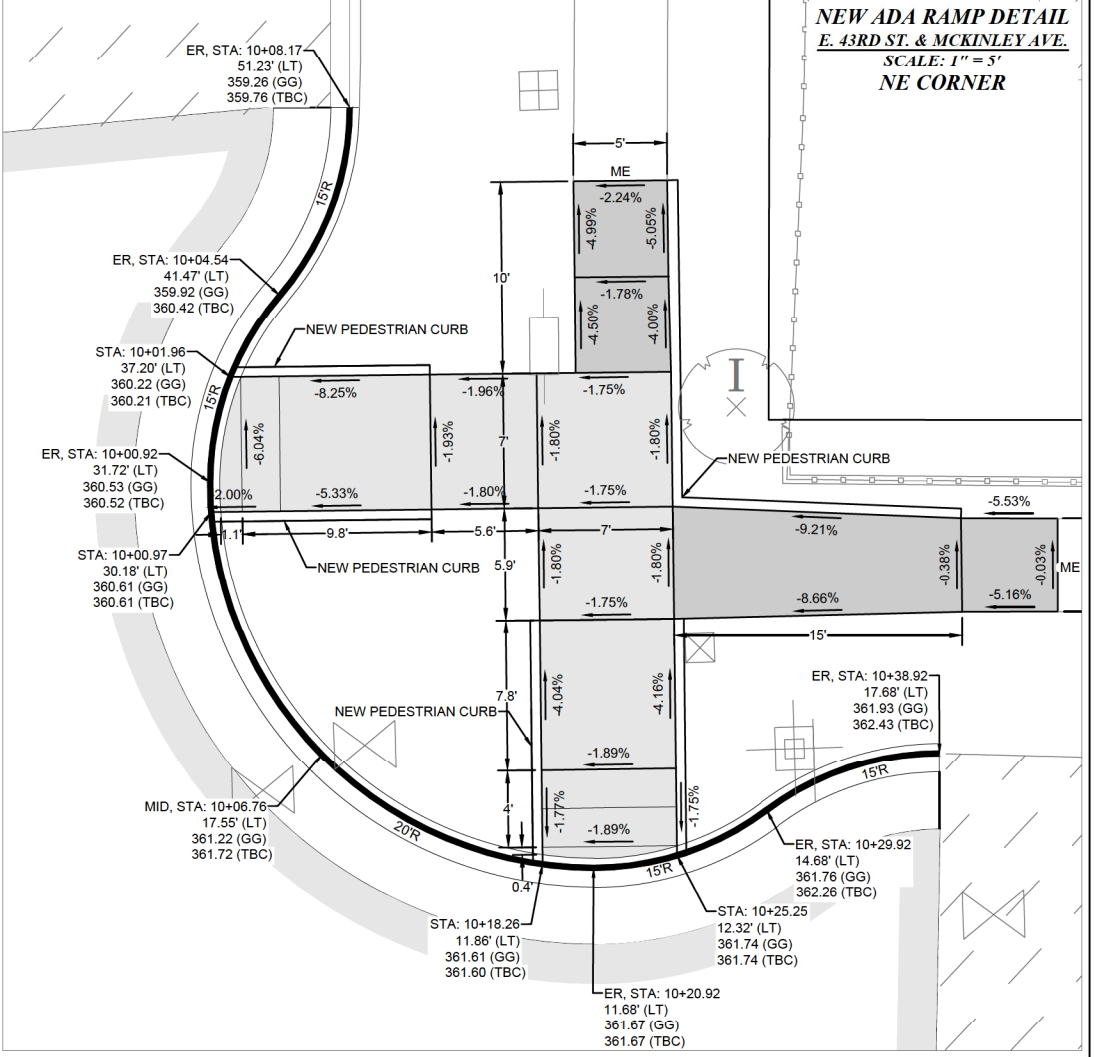 NEW ADA RAMP DETAIL
E. 43RD ST. & MCKINLEY AVE.
SCALE: 1" = 5'
NE CORNER
ER, STA: 10+08.17
51.23' (LT)
359.26 (GG)
359.76 (TBC)
5'
ME
-2.24%
-4.99%
-5.05%
15'R
10'
-1.78%
-4.50%
-4.00%
ER, STA: 10+04.54
41.47' (LT)
359.92 (GG)
360.42 (TBC)
NEW PEDESTRIAN CURB
STA: 10+01.96
37.20' (LT)
360.22 (GG)
360.21 (TBC)
15'R
-8.25%
-1.96%
-1.75%
I
-6.04%
-1.93%
7'
-1.80%
-1.80%
NEW PEDESTRIAN CURB
ER, STA: 10+00.92
31.72' (LT)
360.53 (GG)
360.52 (TBC)
-2.00%
-5.33%
-1.80%
-1.75%
-5.53%
-9.21%
1.1'
9.8'
5.6'
7'
STA: 10+00.97
30.18' (LT)
360.61 (GG)
360.61 (TBC)
NEW PEDESTRIAN CURB
5.9'
-1.80%
-1.80%
-0.38%
-0.03%
ME
-1.75%
-8.66%
-5.16%
15'
7.8'
-4.04%
-4.16%
ER, STA: 10+38.92
17.68' (LT)
361.93 (GG)
362.43 (TBC)
NEW PEDESTRIAN CURB
-1.89%
15'R
MID, STA: 10+06.76
17.55' (LT)
361.22 (GG)
361.72 (TBC)
20'R
4'
-1.77%
-1.75%
-1.89%
0.4'
15'R
ER, STA: 10+29.92
14.68' (LT)
361.76 (GG)
362.26 (TBC)
STA: 10+18.26
11.86' (LT)
361.61 (GG)
361.60 (TBC)
STA: 10+25.25
12.32' (LT)
361.74 (GG)
361.74 (TBC)
ER, STA: 10+20.92
11.68' (LT)
361.67 (GG)
361.67 (TBC)